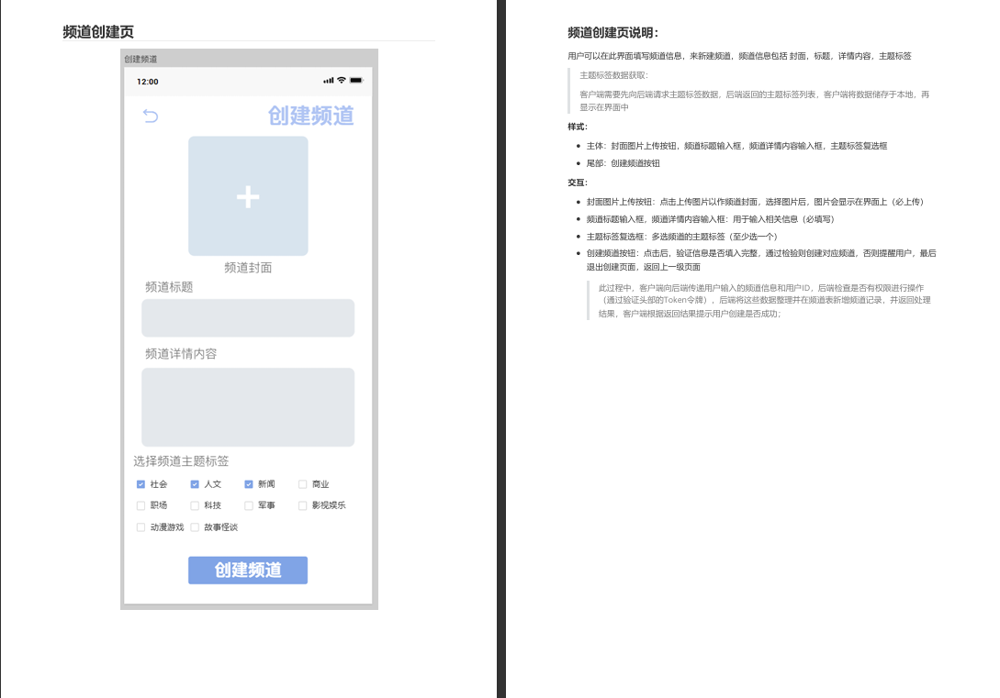 频道创建页
创建频道
12:00
创建频道
频道封面
频道标题
频道详情内容
选择频道主题标签
社会 人文 新闻 商业
职场 科技 军事 影视娱乐
动漫游戏 故事怪谈
创建频道
频道创建页说明：
用户可以在此界面填写频道信息，来新建频道，频道信息包括 封面，标题，详情内容，主题标签
主题标签数据获取：
客户端需要先向后端请求主题标签数据，后端返回的主题标签列表，客户端将数据储存于本地，再
显示在界面中
样式：
主体：封面图片上传按钮，频道标题输入框，频道详情内容输入框，主题标签复选框
尾部：创建频道按钮
交互：
封面图片上传按钮：点击上传图片以作频道封面，选择图片后，图片会显示在界面上（必上传）
频道标题输入框，频道详情内容输入框：用于输入相关信息（必填写）
主题标签复选框：多选频道的主题标签（至少选一个）
创建频道按钮：点击后，验证信息是否填入完整，通过检验则创建对应频道，否则提醒用户，最后
退出创建页面，返回上一级页面
此过程中，客户端向后端传递用户输入的频道信息和用户ID，后端检查是否有权限进行操作
（通过验证头部的Token令牌），后端将这些数据整理并在频道表新增频道记录，并返回处理
结果，客户端根据返回结果提示用户创建是否成功；